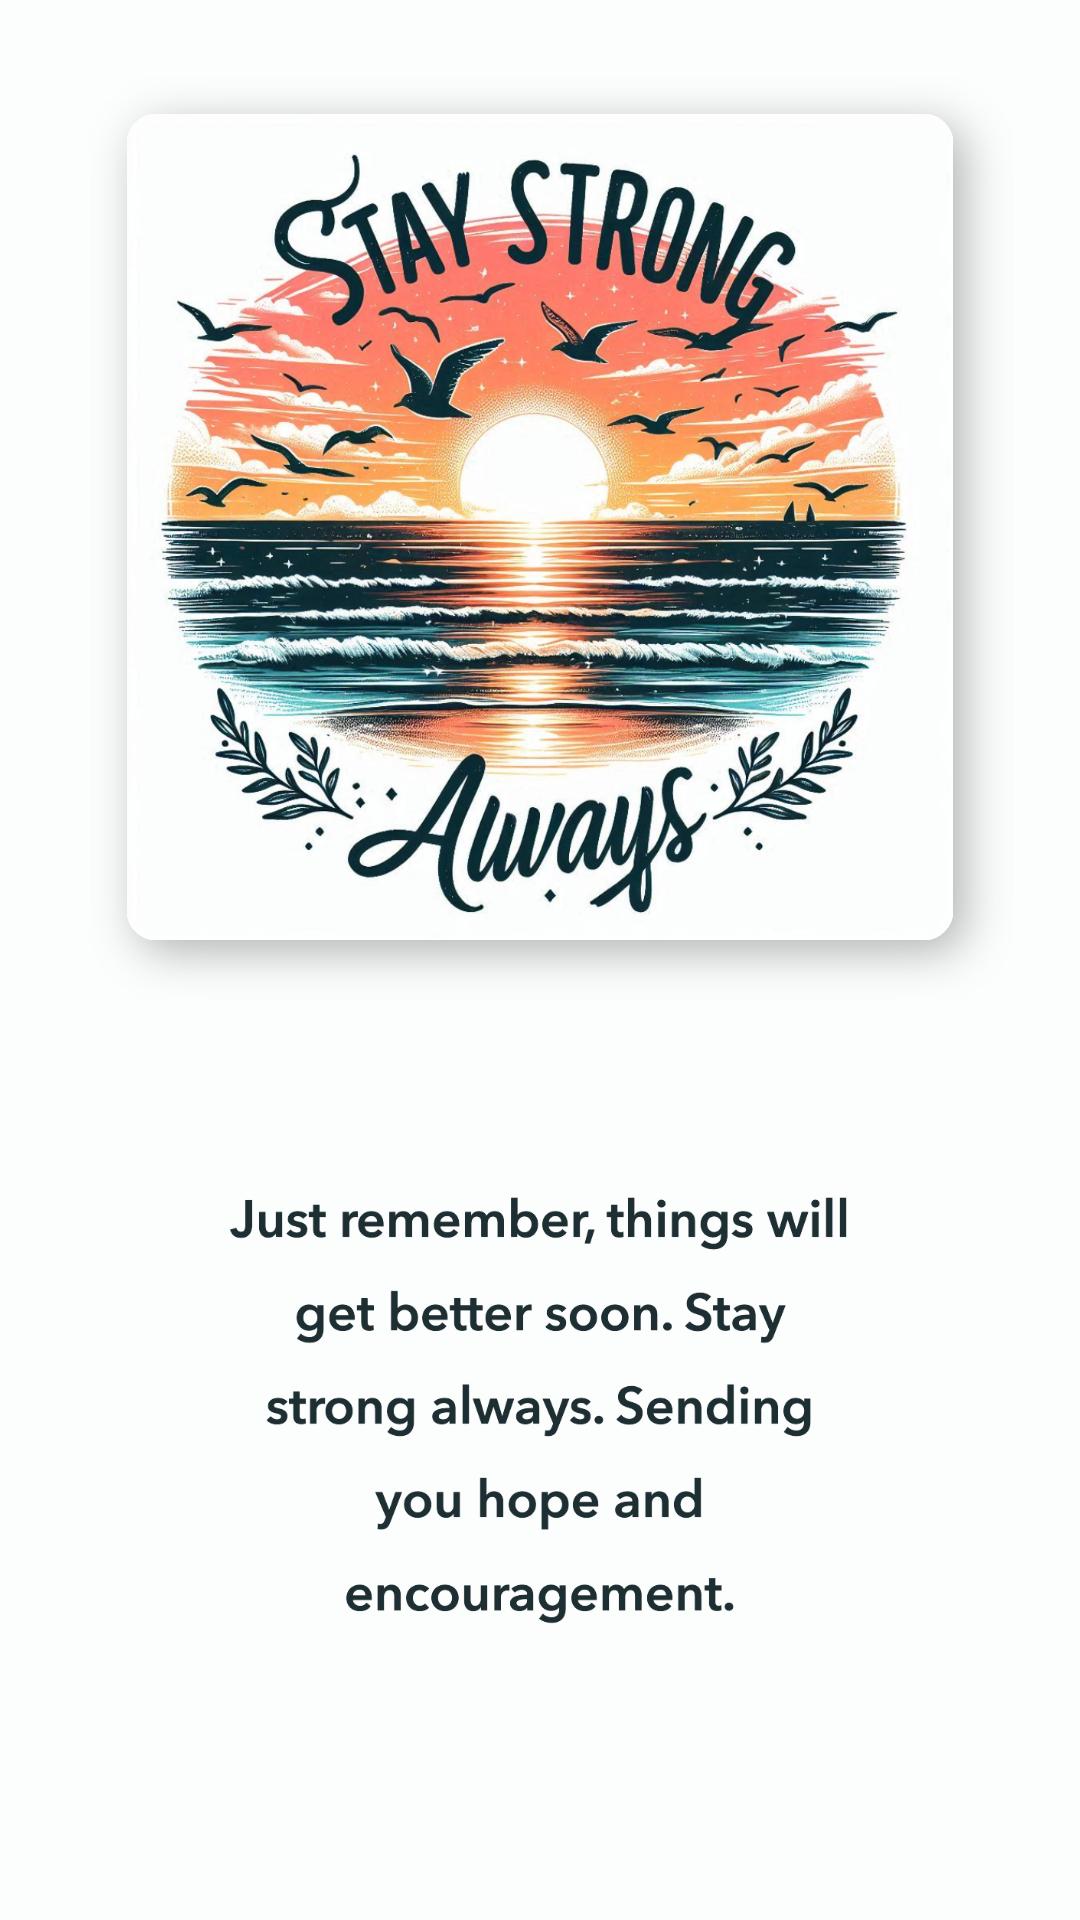 STAY STRONG
Always
Just remember, things will
get better soon. Stay
strong always. Sending
you hope and
encouragement.